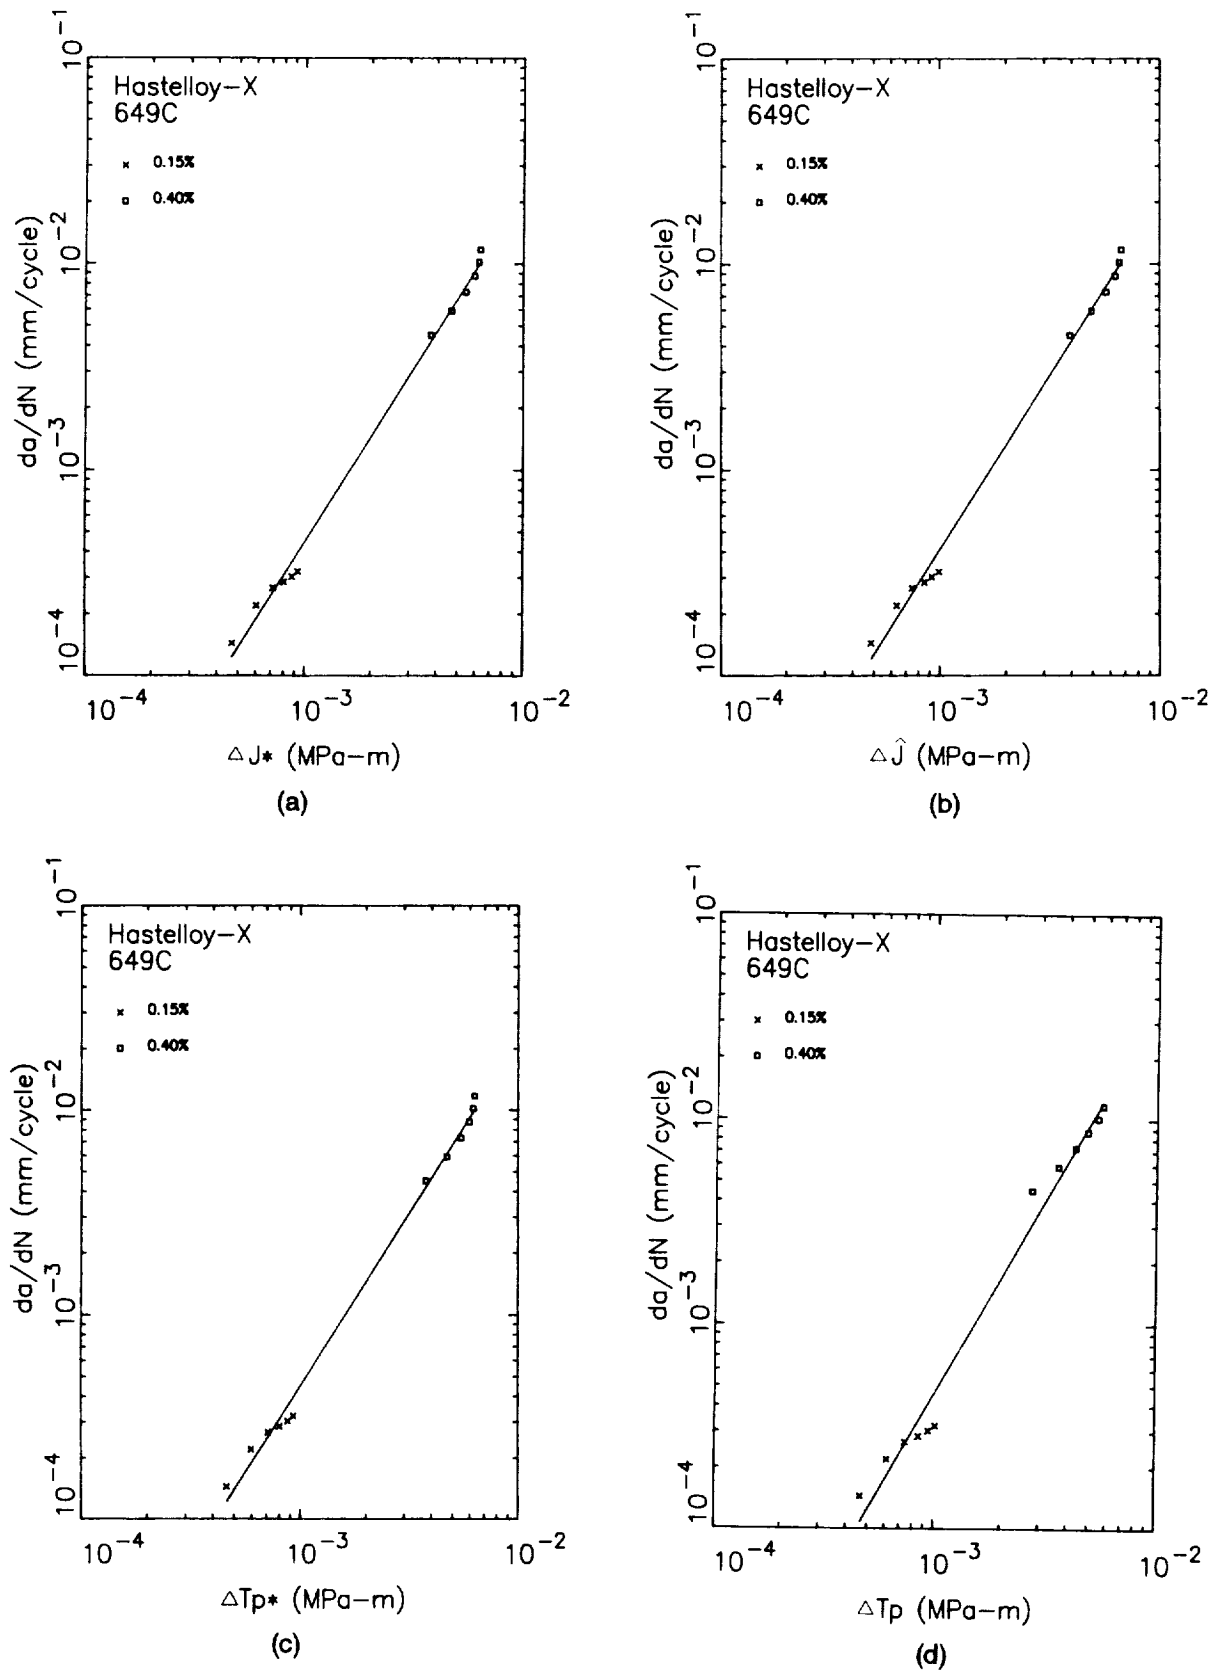 10⁻¹
Hastelloy-X
649C
× 0.15%
□ 0.40%
10⁻²
da/dN (mm/cycle)
10⁻³
10⁻⁴
10⁻⁴ 10⁻³ 10⁻²
△J* (MPa-m)
(a)
10⁻¹
Hastelloy-X
649C
× 0.15%
□ 0.40%
10⁻²
da/dN (mm/cycle)
10⁻³
10⁻⁴
10⁻⁴ 10⁻³ 10⁻²
△Ĵ (MPa-m)
(b)
10⁻¹
Hastelloy-X
649C
× 0.15%
□ 0.40%
10⁻²
da/dN (mm/cycle)
10⁻³
10⁻⁴
10⁻⁴ 10⁻³ 10⁻²
△Tp* (MPa-m)
(c)
10⁻¹
Hastelloy-X
649C
× 0.15%
□ 0.40%
10⁻²
da/dN (mm/cycle)
10⁻³
10⁻⁴
10⁻⁴ 10⁻³ 10⁻²
△Tp (MPa-m)
(d)